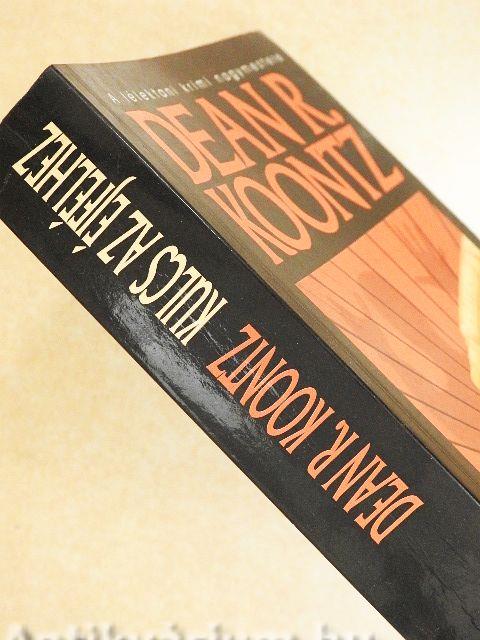 A lélektani krimi nagymestere
DEAN R.
KOONTZ
DEAN R. KOONTZ KULCS AZ ÉJFÉLHEZ